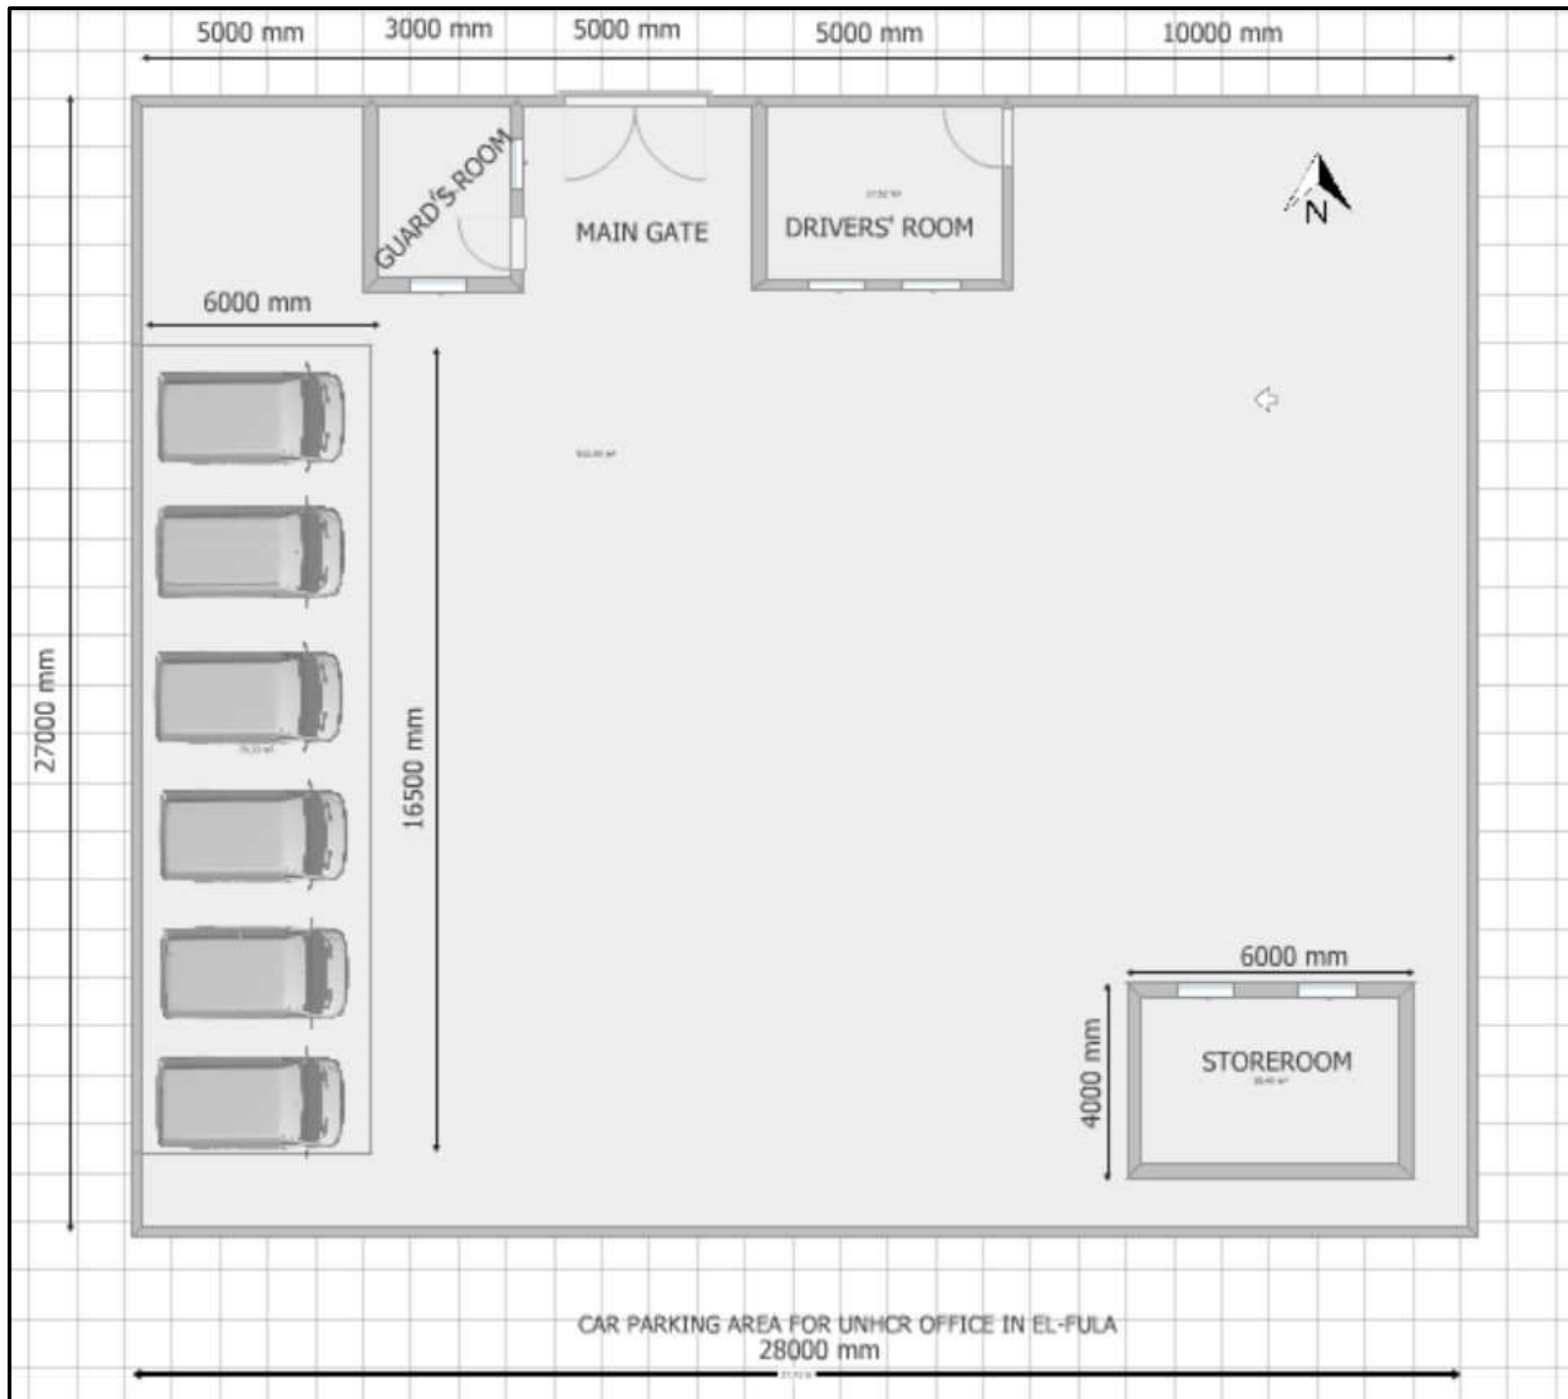 5000 mm 3000 mm 5000 mm 5000 mm 10000 mm
GUARD'S ROOM
MAIN GATE
DRIVERS' ROOM
N
6000 mm
27000 mm
16500 mm
6000 mm
4000 mm
STOREROOM
CAR PARKING AREA FOR UNHCR OFFICE IN EL-FULA
28000 mm